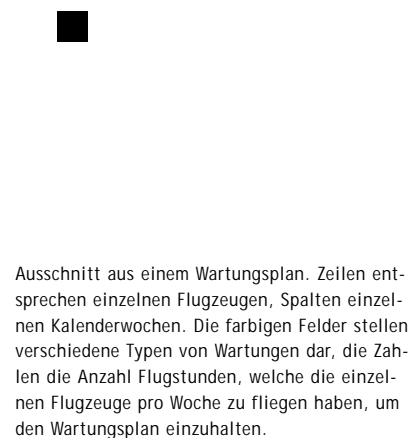 Ausschnitt aus einem Wartungsplan. Zeilen ent-
sprechen einzelnen Flugzeugen, Spalten einzel-
nen Kalenderwochen. Die farbigen Felder stellen
verschiedene Typen von Wartungen dar, die Zah-
len die Anzahl Flugstunden, welche die einzel-
nen Flugzeuge pro Woche zu fliegen haben, um
den Wartungsplan einzuhalten.